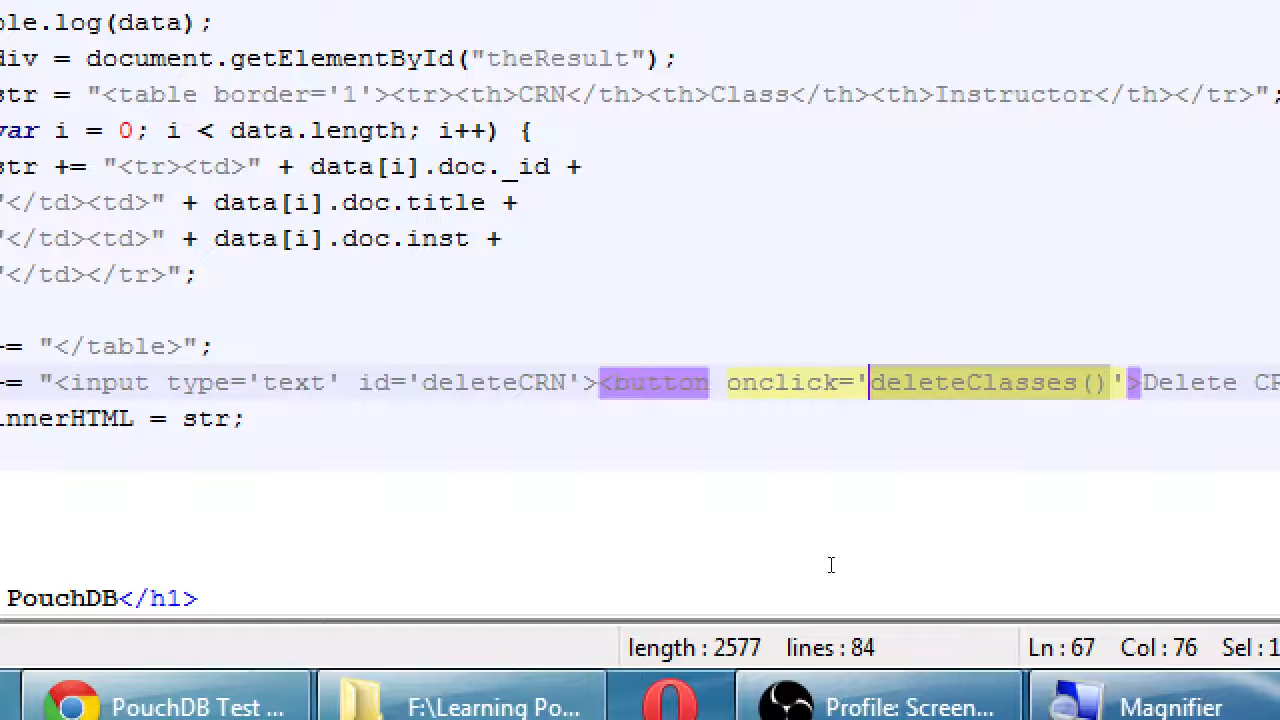 ole.log(data);
div = document.getElementById("theResult");
str = "<table border='1'><tr><th>CRN</th><th>Class</th><th>Instructor</th></tr>";
var i = 0; i < data.length; i++) {
str += "<tr><td>" + data[i].doc._id +
"</td><td>" + data[i].doc.title +
"</td><td>" + data[i].doc.inst +
"</td></tr>";
= "</table>";
= "<input type='text' id='deleteCRN'><button onclick='deleteClasses()'>Delete CR
innerHTML = str;
PouchDB</h1>
length : 2577 lines : 84 Ln : 67 Col : 76 Sel : 1
PouchDB Test ... F:\Learning Po... Profile: Screen... Magnifier